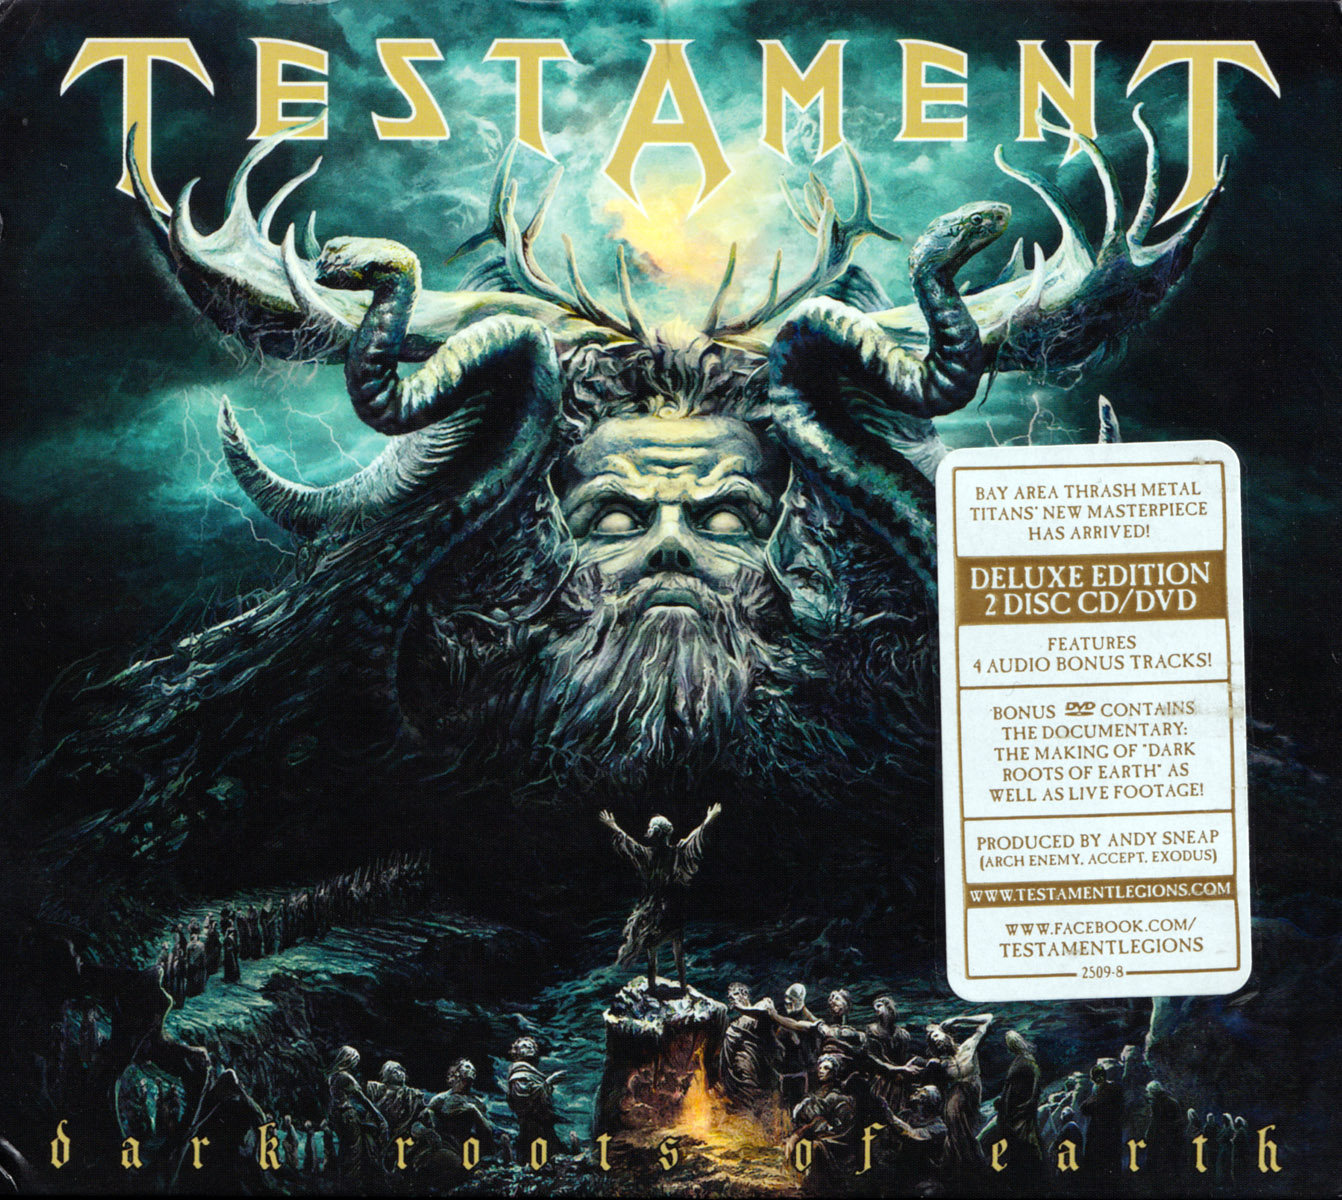 TESTAMENT
BAY AREA THRASH METAL
TITANS' NEW MASTERPIECE
HAS ARRIVED!
DELUXE EDITION
2 DISC CD/DVD
FEATURES
4 AUDIO BONUS TRACKS!
BONUS DVD CONTAINS
THE DOCUMENTARY:
THE MAKING OF "DARK
ROOTS OF EARTH" AS
WELL AS LIVE FOOTAGE!
PRODUCED BY ANDY SNEAP
(ARCH ENEMY, ACCEPT, EXODUS)
WWW.TESTAMENTLEGIONS.COM
WWW.FACEBOOK.COM/
TESTAMENTLEGIONS
2509-8
dark roots of earth